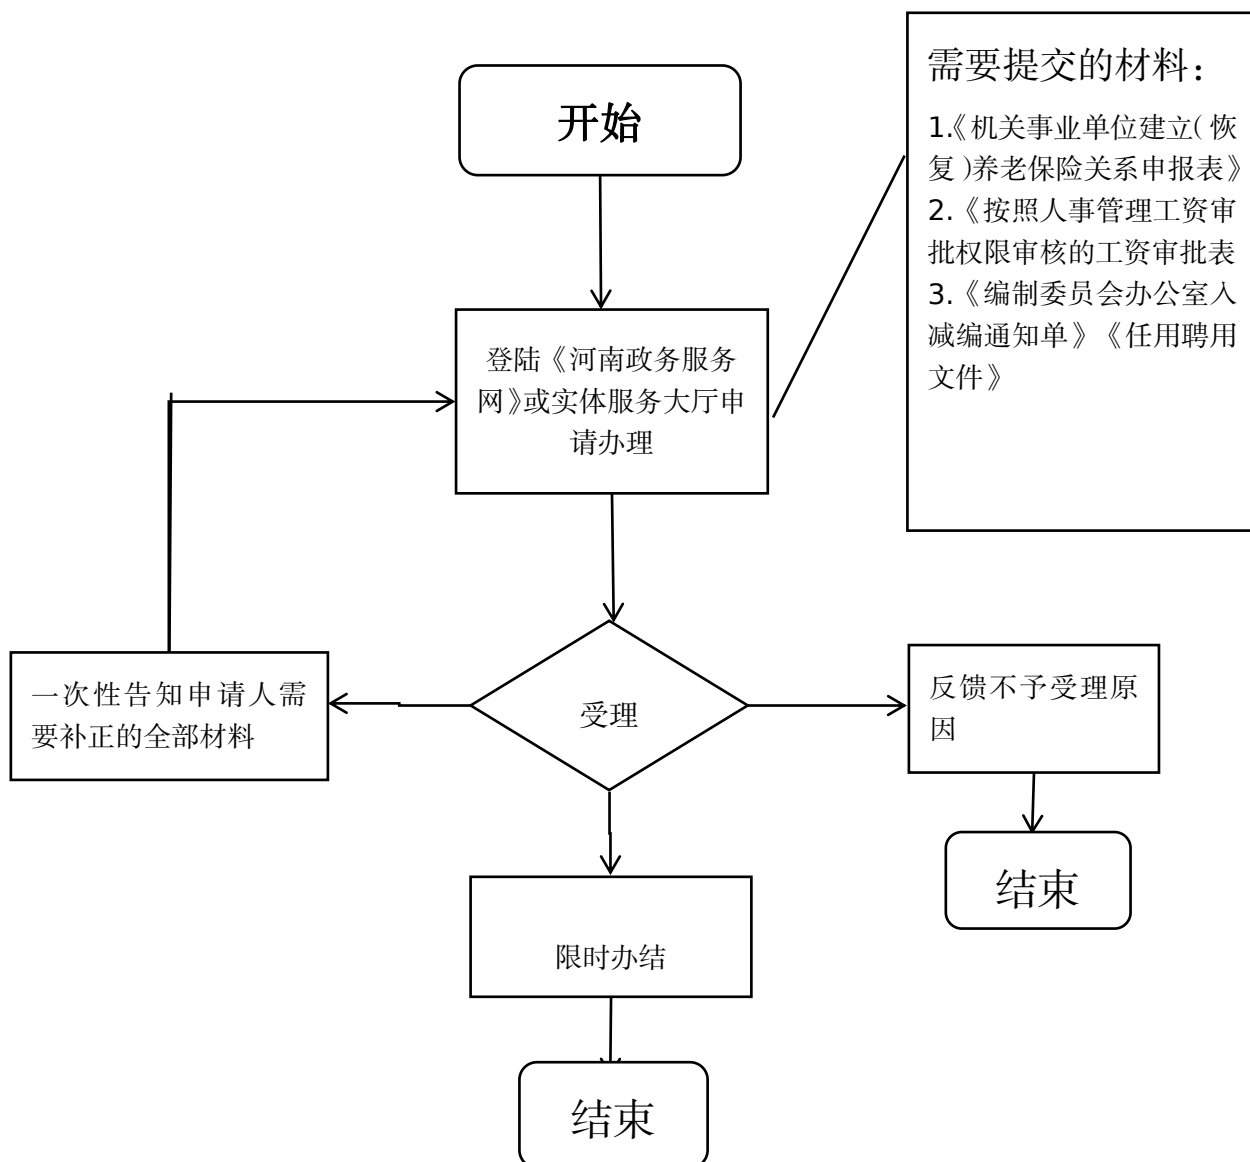 开始
需要提交的材料：
1.《机关事业单位建立(恢
复)养老保险关系申报表》
2.《按照人事管理工资审
批权限审核的工资审批表
3.《编制委员会办公室入
减编通知单》《任用聘用
文件》
登陆《河南政务服务
网》或实体服务大厅申
请办理
一次性告知申请人需
要补正的全部材料
受理
反馈不予受理原
因
结束
限时办结
结束